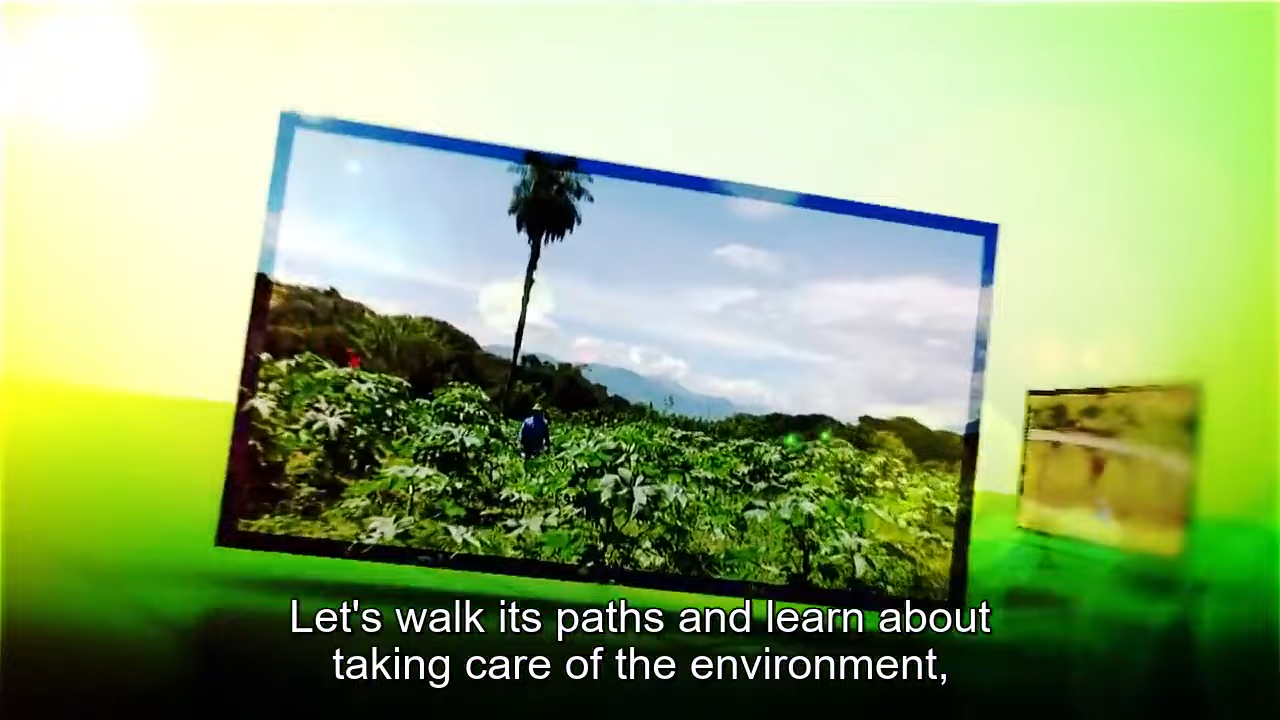 Let's walk its paths and learn about
taking care of the environment,